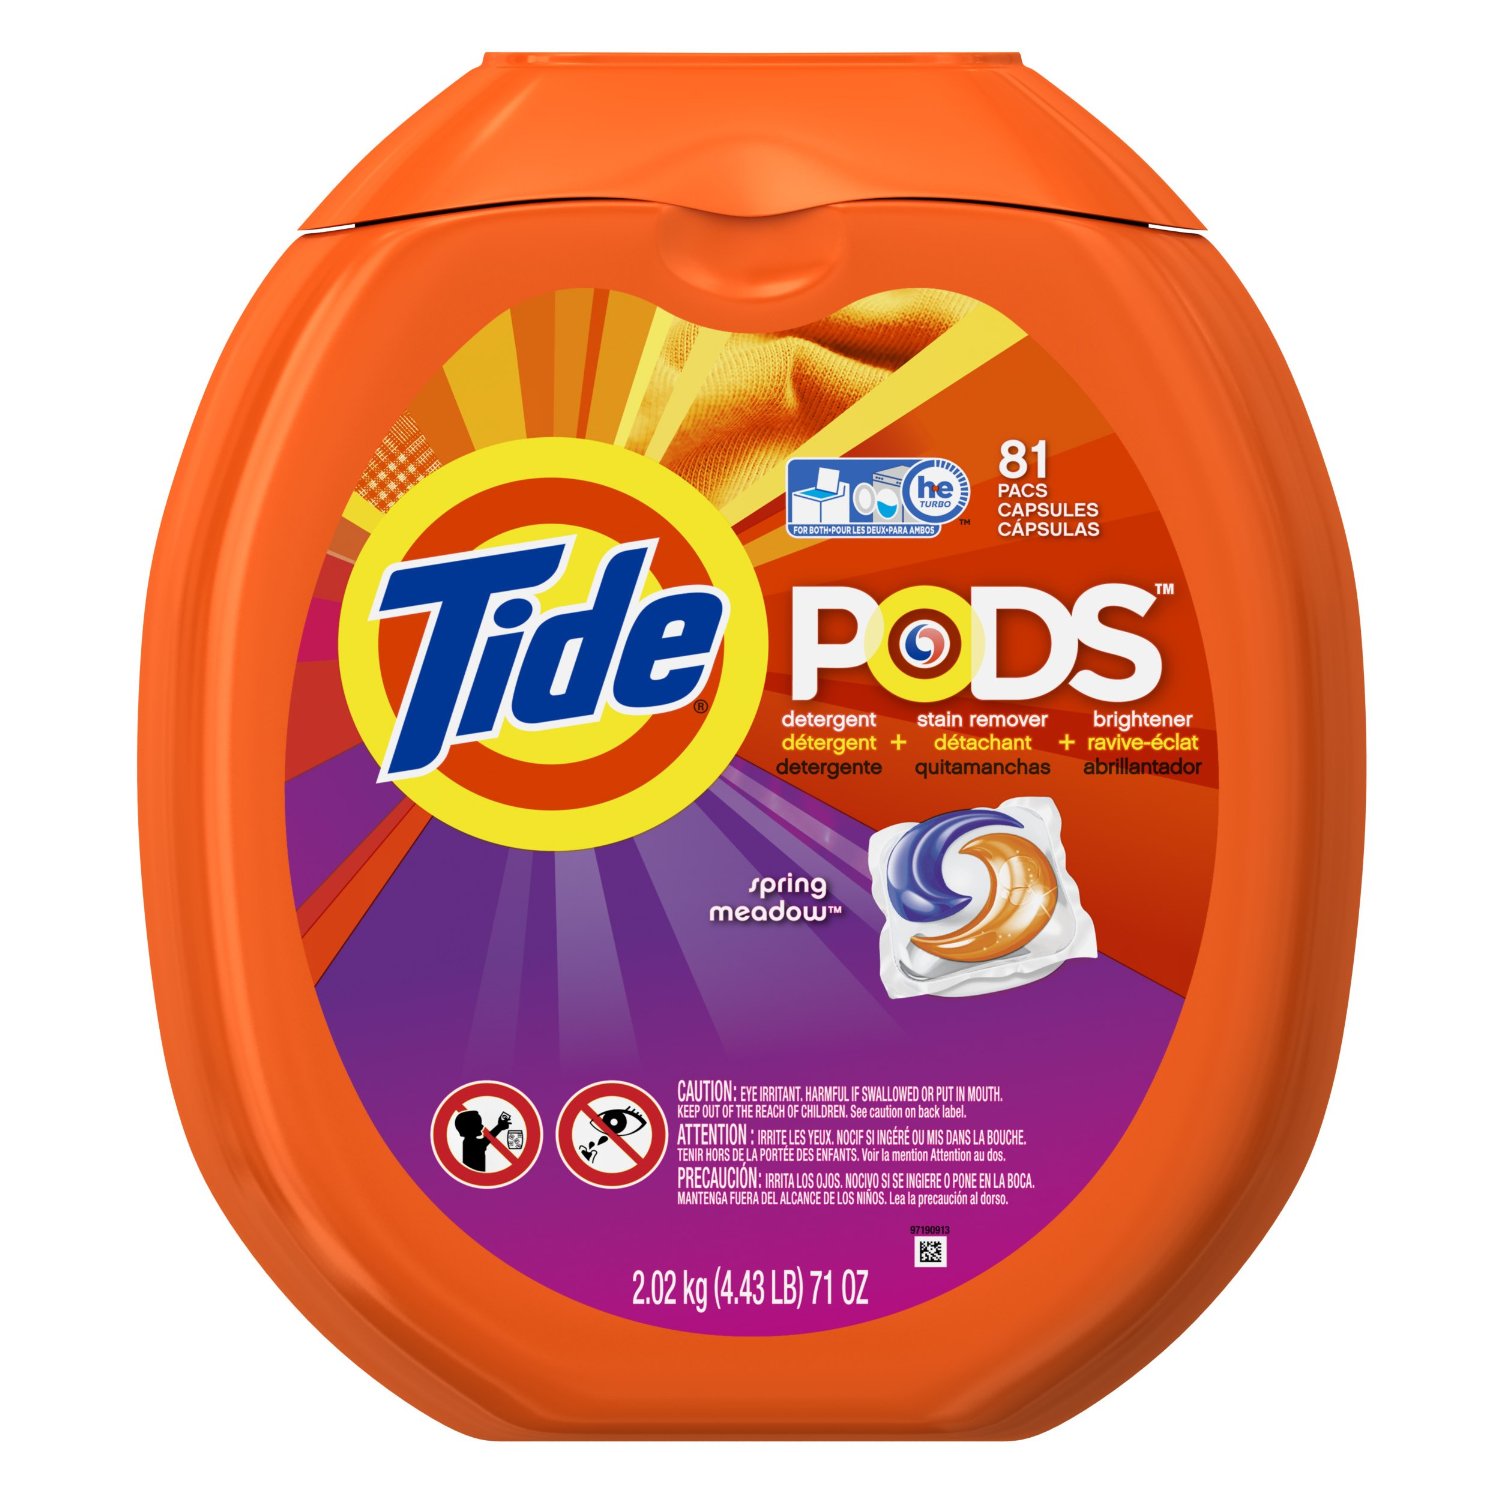 81
PACS
CAPSULES
CÁPSULAS
he
TURBO
™
FOR BOTH•POUR LES DEUX•PARA AMBOS
Tide®
PODS™
detergent stain remover brightener
détergent + détachant + ravive-éclat
detergente quitamanchas abrillantador
spring
meadow™
CAUTION: EYE IRRITANT. HARMFUL IF SWALLOWED OR PUT IN MOUTH.
KEEP OUT OF THE REACH OF CHILDREN. See caution on back label.
ATTENTION : IRRITE LES YEUX. NOCIF SI INGÉRÉ OU MIS DANS LA BOUCHE.
TENIR HORS DE LA PORTÉE DES ENFANTS. Voir la mention Attention au dos.
PRECAUCIÓN: IRRITA LOS OJOS. NOCIVO SI SE INGIERE O PONE EN LA BOCA.
MANTENGA FUERA DEL ALCANCE DE LOS NIÑOS. Lea la precaución al dorso.
97190913
2.02 kg (4.43 LB) 71 OZ